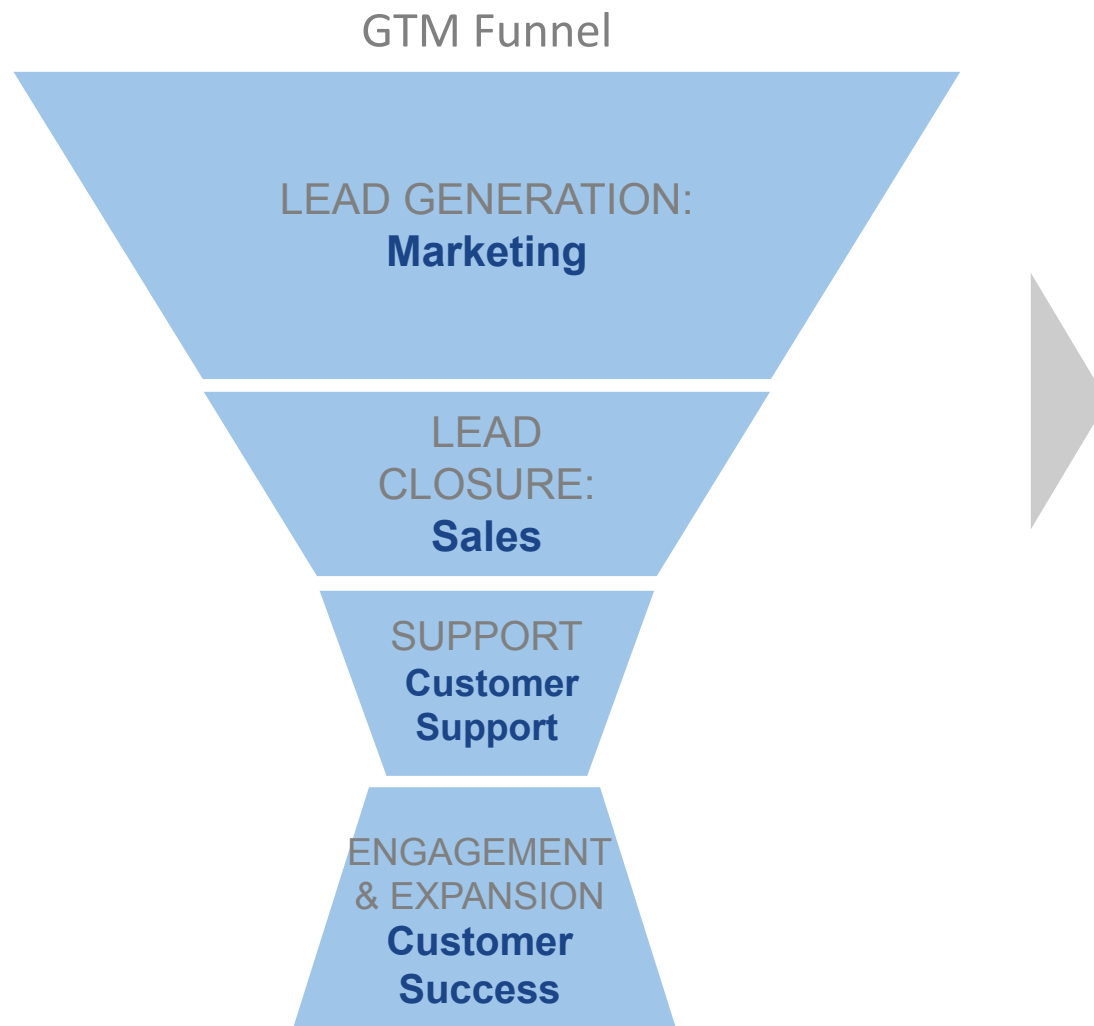 GTM Funnel
LEAD GENERATION:
Marketing
LEAD
CLOSURE:
Sales
SUPPORT
Customer
Support
ENGAGEMENT
& EXPANSION
Customer
Success